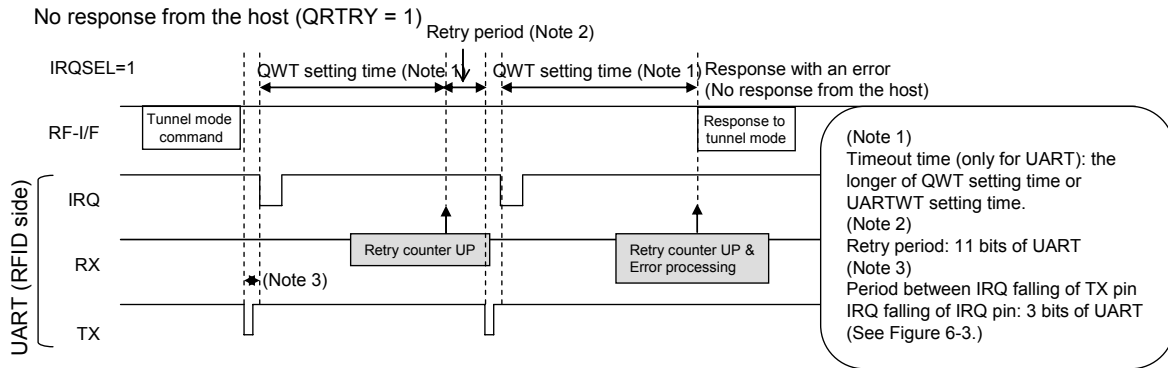 No response from the host (QRTRY = 1)
Retry period (Note 2)
IRQSEL=1
QWT setting time (Note 1)
QWT setting time (Note 1)
Response with an error
(No response from the host)
RF-I/F
Tunnel mode
command
Response to
tunnel mode
UART (RFID side)
IRQ
Retry counter UP
Retry counter UP &
Error processing
RX
(Note 3)
TX
(Note 1)
Timeout time (only for UART): the
longer of QWT setting time or
UARTWT setting time.
(Note 2)
Retry period: 11 bits of UART
(Note 3)
Period between IRQ falling of TX pin
IRQ falling of IRQ pin: 3 bits of UART
(See Figure 6-3.)